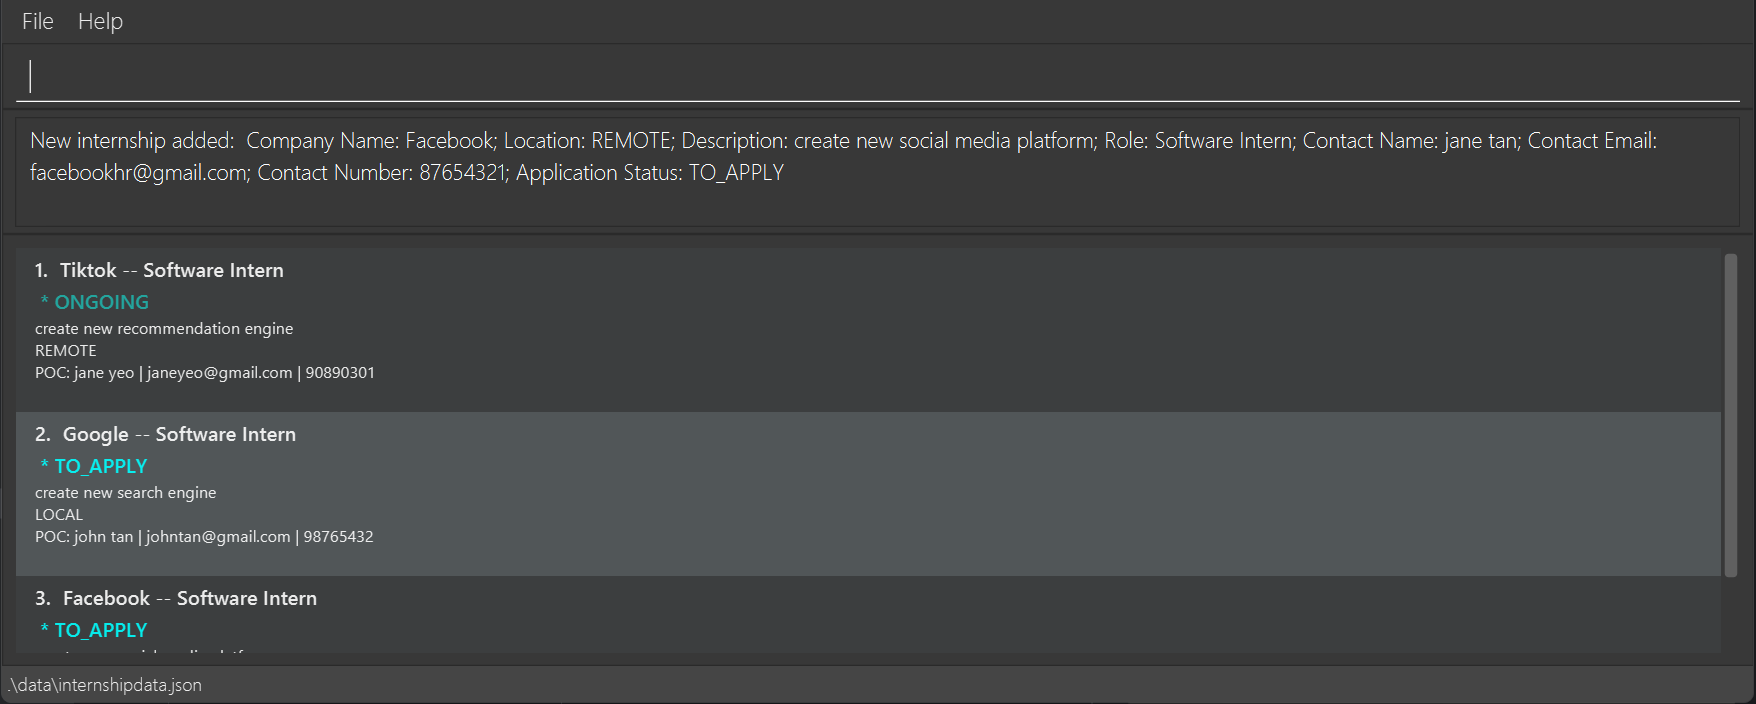 File Help
New internship added:  Company Name: Facebook; Location: REMOTE; Description: create new social media platform; Role: Software Intern; Contact Name: jane tan; Contact Email:
facebookhr@gmail.com; Contact Number: 87654321; Application Status: TO_APPLY
1. Tiktok -- Software Intern
* ONGOING
create new recommendation engine
REMOTE
POC: jane yeo | janeyeo@gmail.com | 90890301
2. Google -- Software Intern
* TO_APPLY
create new search engine
LOCAL
POC: john tan | johntan@gmail.com | 98765432
3. Facebook -- Software Intern
* TO_APPLY
.\data\internshipdata.json